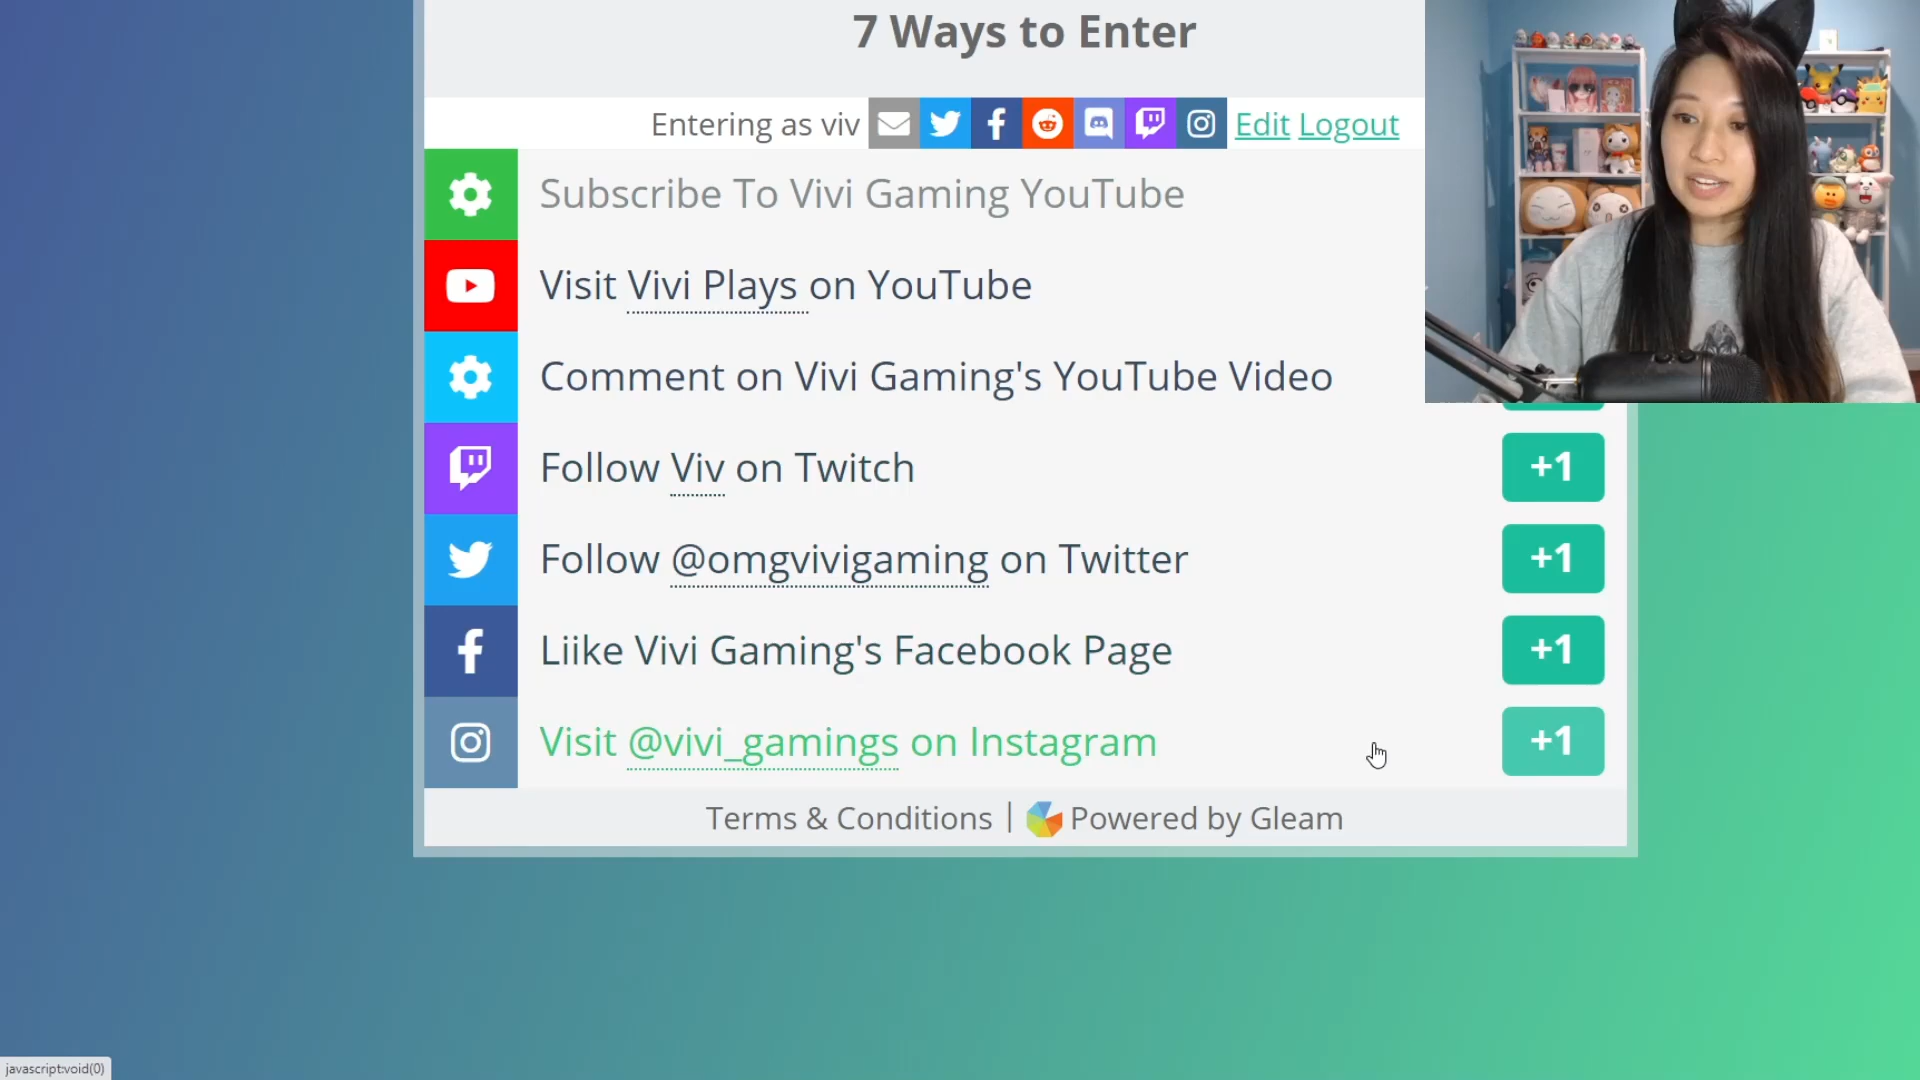 7 Ways to Enter
Entering as viv Edit Logout
Subscribe To Vivi Gaming YouTube
Visit Vivi Plays on YouTube
Comment on Vivi Gaming's YouTube Video
Follow Viv on Twitch +1
Follow @omgvivigaming on Twitter +1
Liike Vivi Gaming's Facebook Page +1
Visit @vivi_gamings on Instagram +1
Terms & Conditions | Powered by Gleam
javascript:void(0)